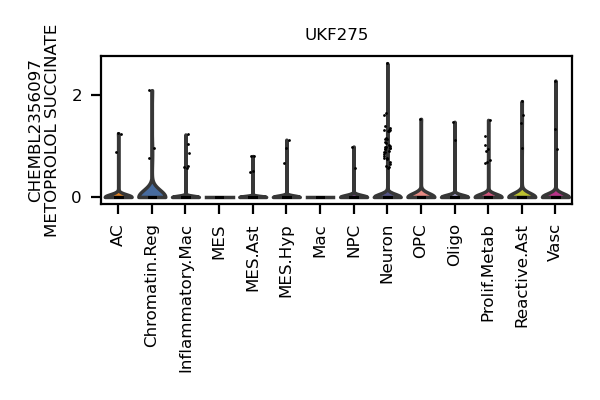 UKF275
CHEMBL2356097
METOPROLOL SUCCINATE
2
0
AC
Chromatin.Reg
Inflammatory.Mac
MES
MES.Ast
MES.Hyp
Mac
NPC
Neuron
OPC
Oligo
Prolif.Metab
Reactive.Ast
Vasc